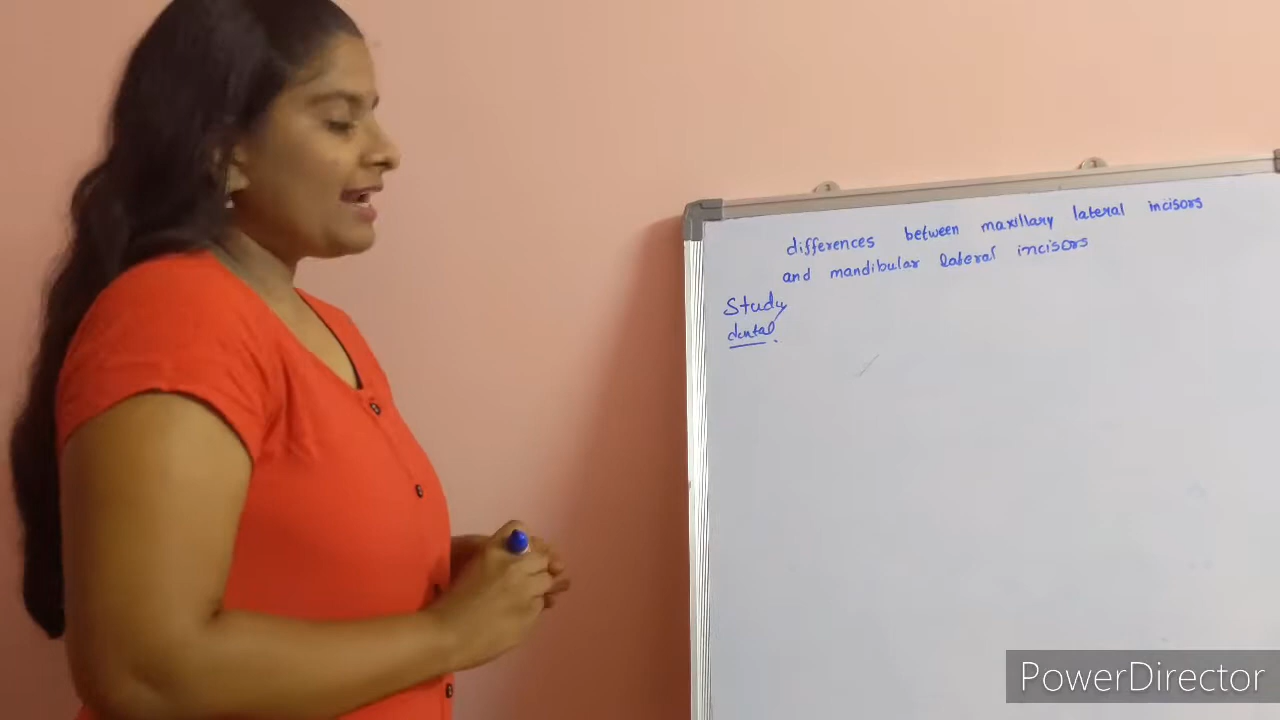 differences between maxillary lateral incisors
and mandibular lateral incisors
Study
dental.
PowerDirector